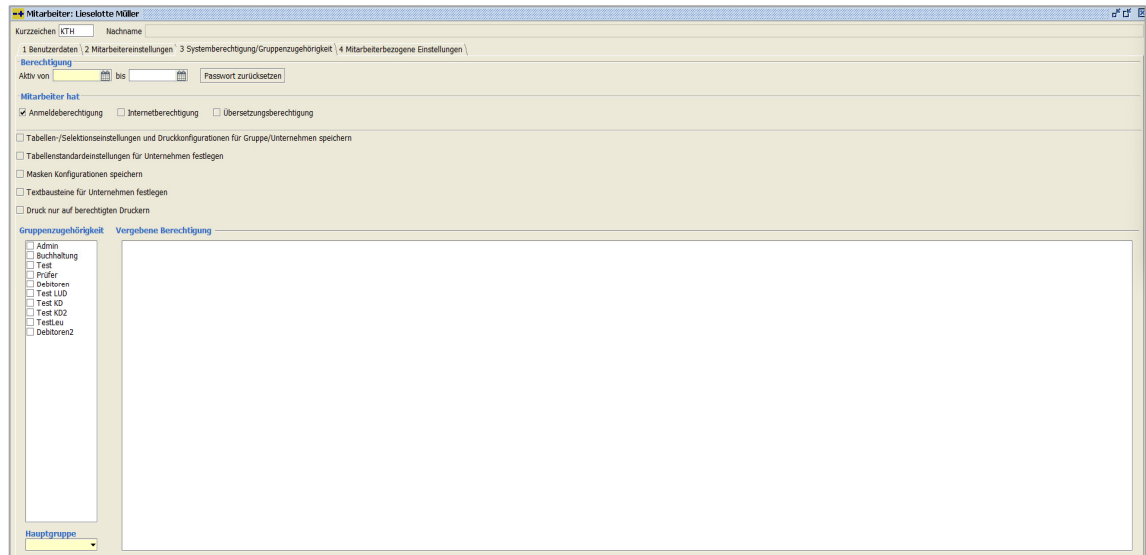 Mitarbeiter: Lieselotte Müller
Kurzzeichen KTH Nachname
1 Benutzerdaten 2 Mitarbeitereinstellungen 3 Systemberechtigung/Gruppenzugehörigkeit 4 Mitarbeiterbezogene Einstellungen
Berechtigung
Aktiv von bis Passwort zurücksetzen
Mitarbeiter hat
Anmeldeberechtigung Internetberechtigung Übersetzungsberechtigung
Tabellen-/Selektionseinstellungen und Druckkonfigurationen für Gruppe/Unternehmen speichern
Tabellenstandardeinstellungen für Unternehmen festlegen
Masken Konfigurationen speichern
Textbausteine für Unternehmen festlegen
Druck nur auf berechtigten Druckern
Gruppenzugehörigkeit Vergebene Berechtigung
Admin
Buchhaltung
Test
Prüfer
Debitoren
Test LUD
Test KD
Test KD2
TestLeu
Debitoren2
Hauptgruppe